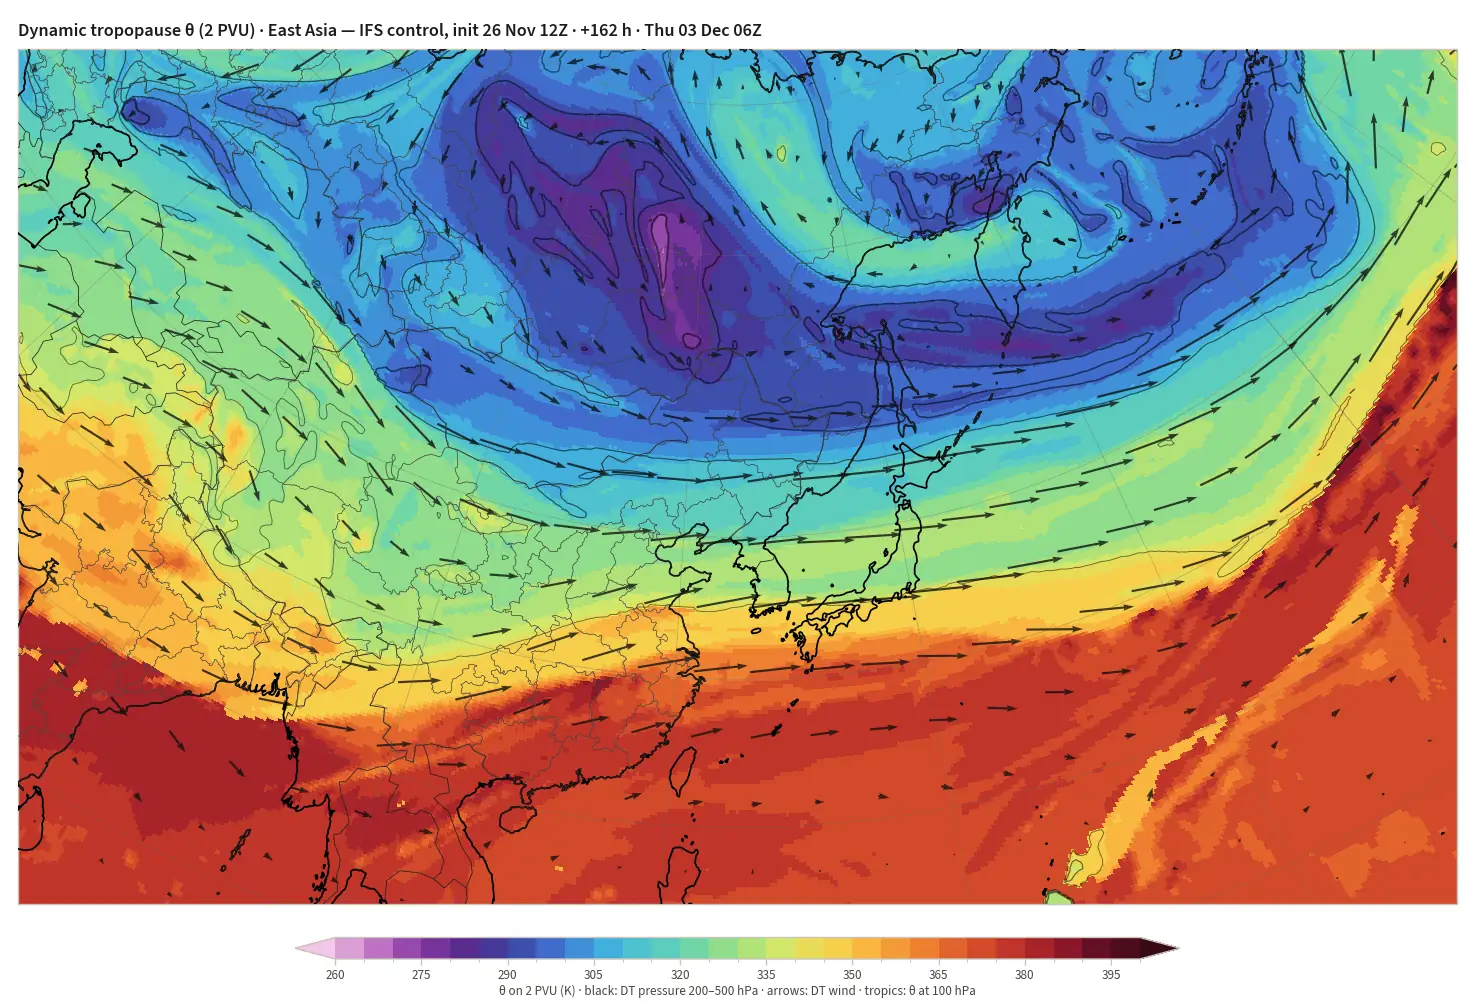 Dynamic tropopause θ (2 PVU) · East Asia — IFS control, init 26 Nov 12Z · +162 h · Thu 03 Dec 06Z
260 275 290 305 320 335 350 365 380 395
θ on 2 PVU (K) · black: DT pressure 200–500 hPa · arrows: DT wind · tropics: θ at 100 hPa